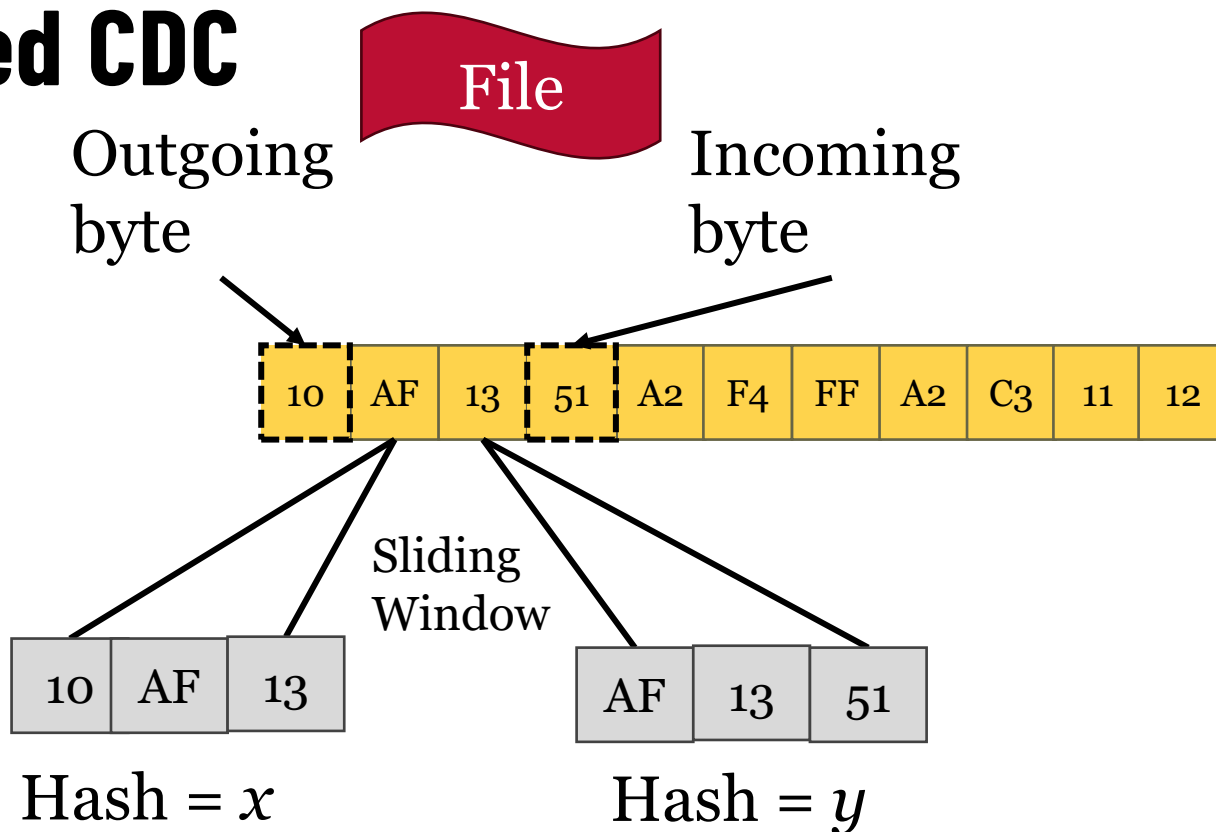 ed CDC
File
Outgoing
byte
Incoming
byte
10 AF 13 51 A2 F4 FF A2 C3 11 12
Sliding
Window
10 AF 13
AF 13 51
Hash = x
Hash = y